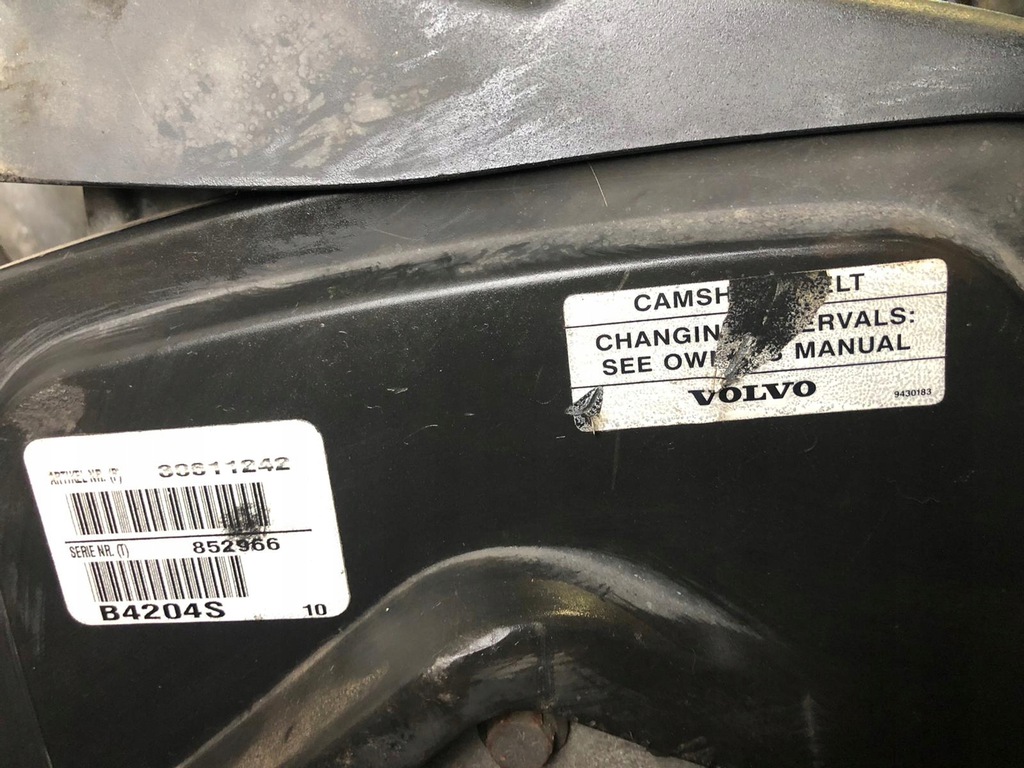 CAMSH ELT
CHANGIN ERVALS:
SEE OW S MANUAL
VOLVO
9430183
ARTIKEL NR. (P) 30611242
SERIE NR. (T) 852966
B4204S 10